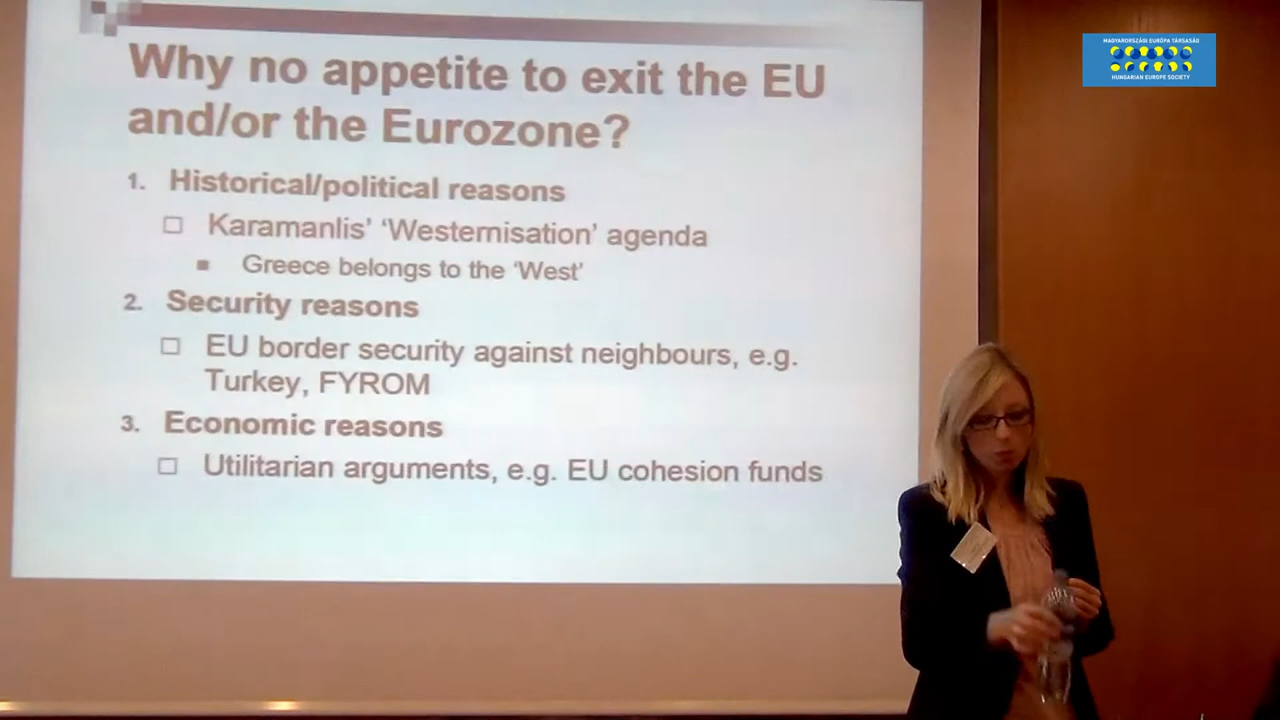 Why no appetite to exit the EU
and/or the Eurozone?
1. Historical/political reasons
Karamanlis' 'Westernisation' agenda
Greece belongs to the 'West'
2. Security reasons
EU border security against neighbours, e.g.
Turkey, FYROM
3. Economic reasons
Utilitarian arguments, e.g. EU cohesion funds
MAGYARORSZÁGI EURÓPA TÁRSASÁG
HUNGARIAN EUROPE SOCIETY